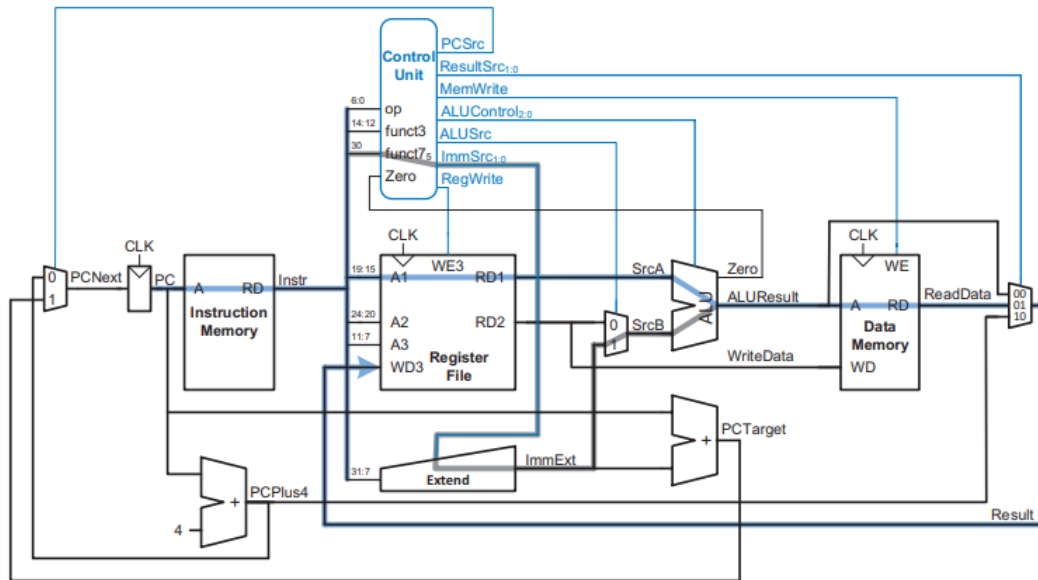 PCSrc
Control
Unit
ResultSrc1:0
MemWrite
6:0
op
ALUControl2:0
14:12
funct3
ALUSrc
30
funct75
ImmSrc1:0
Zero
RegWrite
CLK
CLK
CLK
0
1
PCNext
PC
A
RD
Instr
Instruction
Memory
19:15
A1
WE3
RD1
SrcA
Zero
WE
00
01
10
ALU
ALUResult
A
RD
ReadData
24:20
A2
RD2
0
1
SrcB
11:7
A3
Data
Memory
WD3
Register
File
WriteData
WD
+
PCTarget
31:7
ImmExt
Extend
PCPlus4
+
4
Result